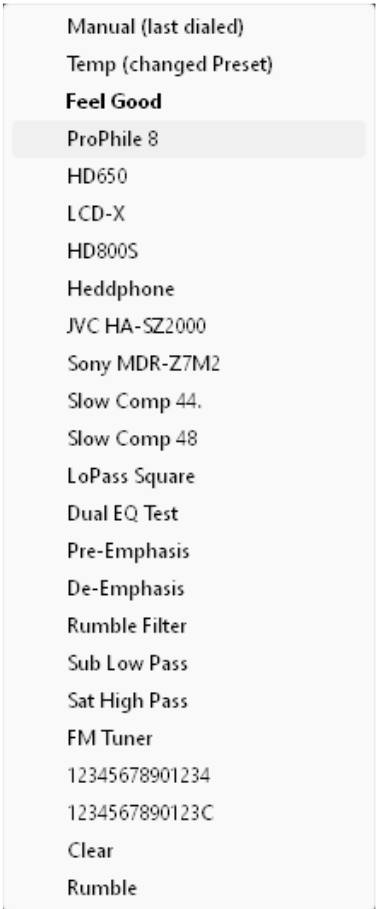 Manual (last dialed)
Temp (changed Preset)
Feel Good
ProPhile 8
HD650
LCD-X
HD800S
Heddphone
JVC HA-SZ2000
Sony MDR-Z7M2
Slow Comp 44.
Slow Comp 48
LoPass Square
Dual EQ Test
Pre-Emphasis
De-Emphasis
Rumble Filter
Sub Low Pass
Sat High Pass
FM Tuner
12345678901234
1234567890123C
Clear
Rumble